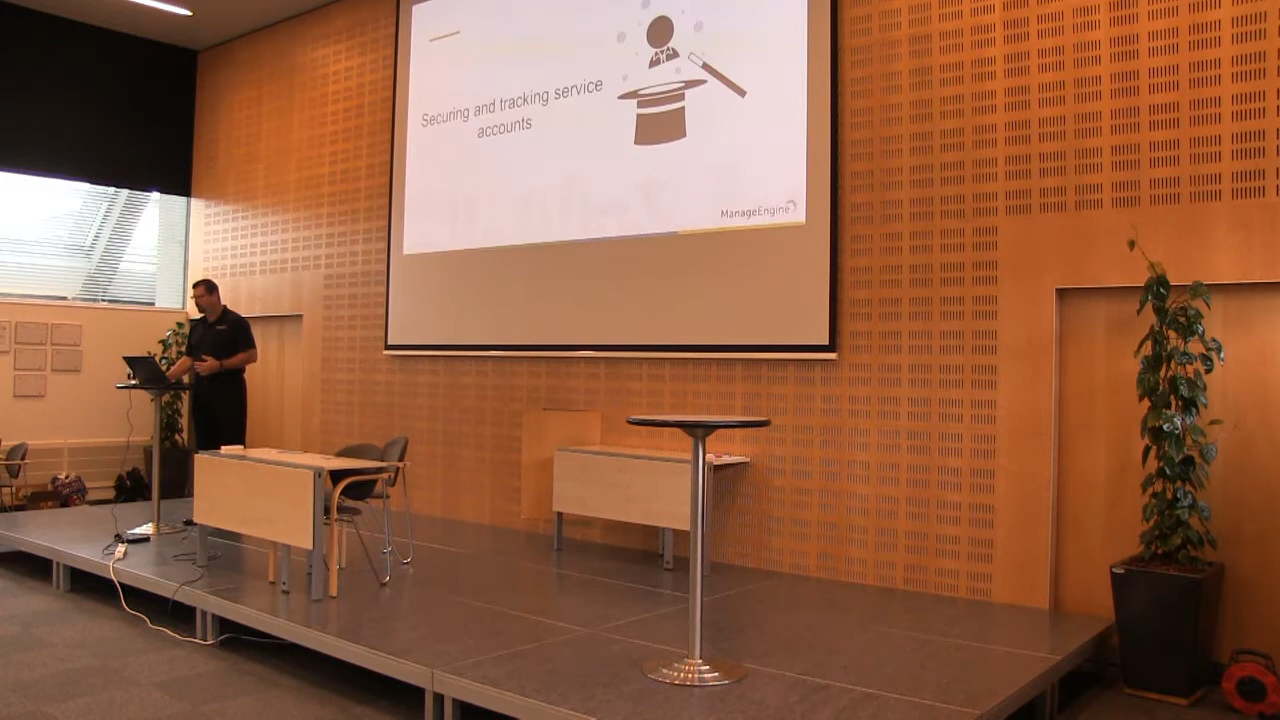 Securing and tracking service
accounts
ManageEngine